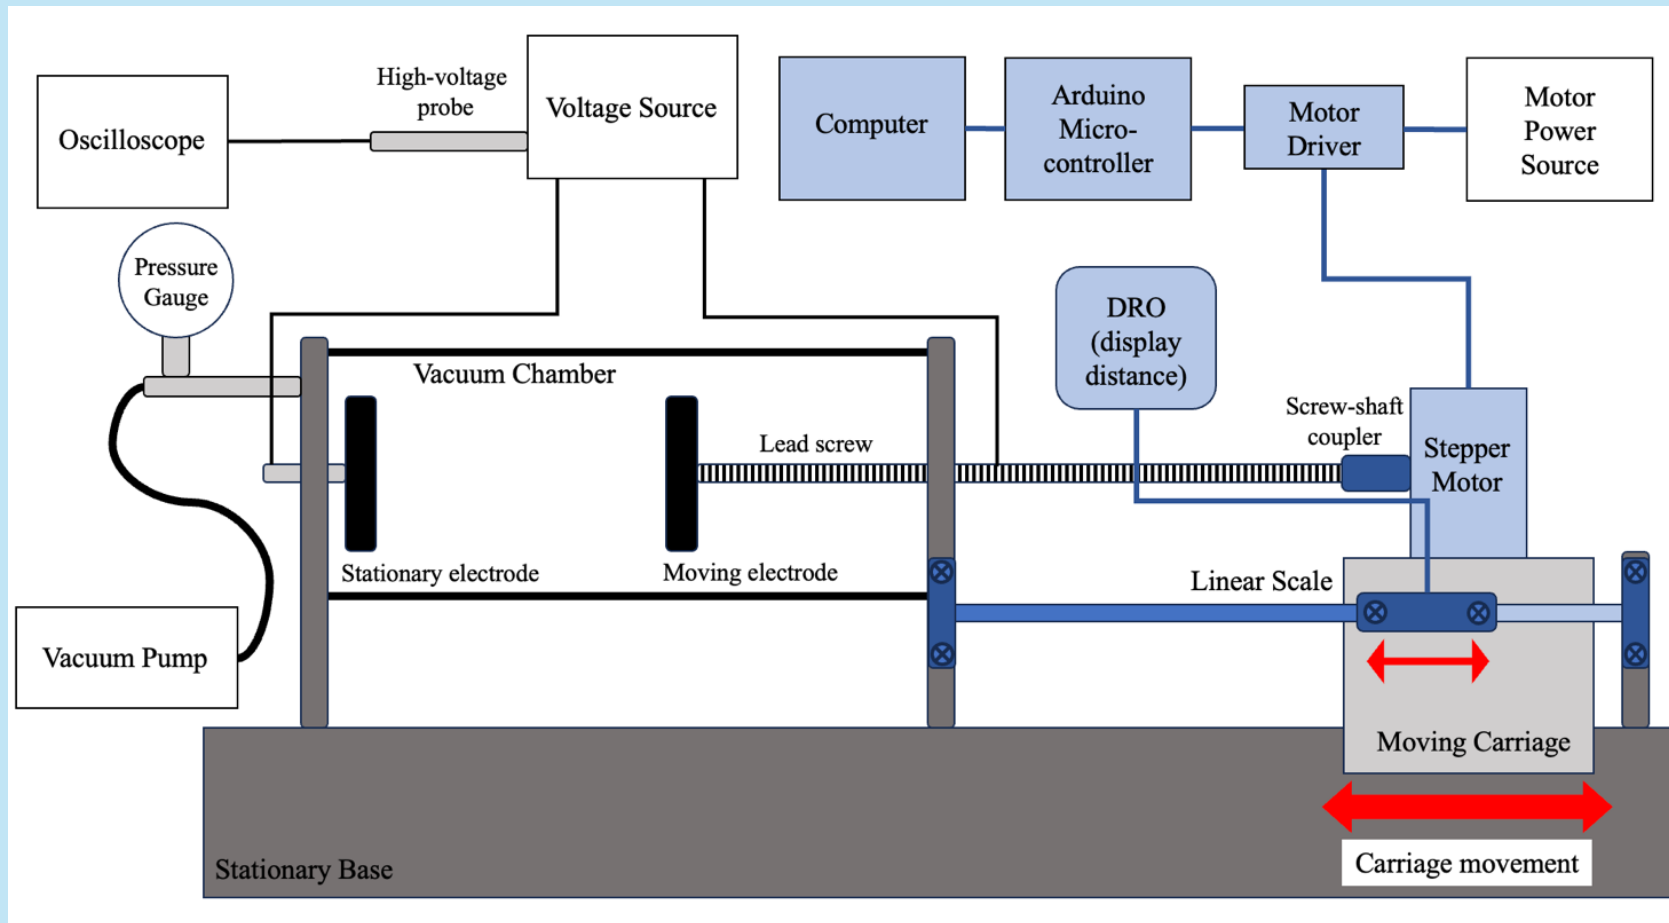 High-voltage
probe
Oscilloscope
Voltage Source
Computer
Arduino
Micro-
controller
Motor
Driver
Motor
Power
Source
Pressure
Gauge
DRO
(display
distance)
Vacuum Chamber
Lead screw
Screw-shaft
coupler
Stepper
Motor
Stationary electrode
Moving electrode
Linear Scale
Vacuum Pump
Moving Carriage
Carriage movement
Stationary Base